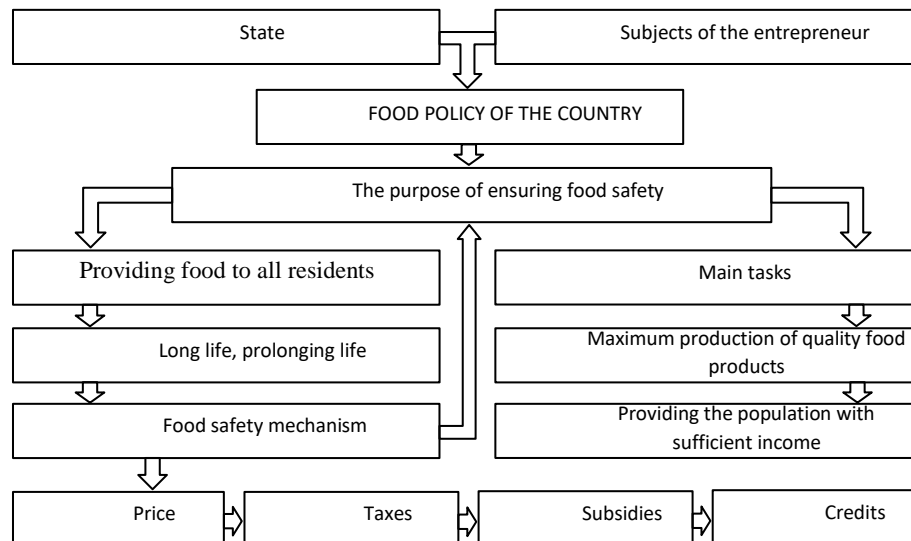 State
Subjects of the entrepreneur
FOOD POLICY OF THE COUNTRY
The purpose of ensuring food safety
Providing food to all residents
Main tasks
Long life, prolonging life
Maximum production of quality food
products
Food safety mechanism
Providing the population with
sufficient income
Price
Taxes
Subsidies
Credits